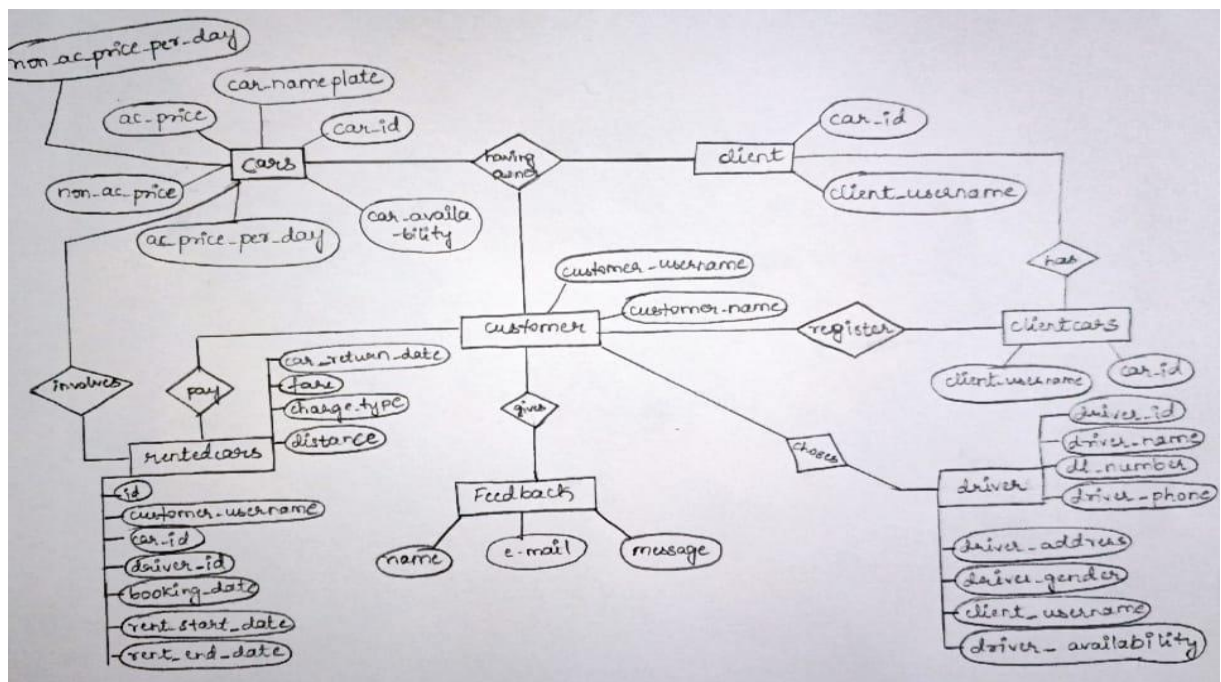 non_ac_price_per_day
car_nameplate
ac_price
car_id
cars
non_ac_price
ac_price_per_day
car_availa
-bility
having
owner
client
car_id
client_username
has
customer_username
customer_name
customer
register
clientcars
client_username
car_id
involves
pay
car_return_date
fare
charge_type
distance
gives
choses
rentedcars
id
customer_username
car_id
driver_id
booking_date
rent_start_date
rent_end_date
Feedback
name
e-mail
message
driver
driver_id
driver_name
dl_number
driver_phone
driver_address
driver_gender
client_username
driver_availability